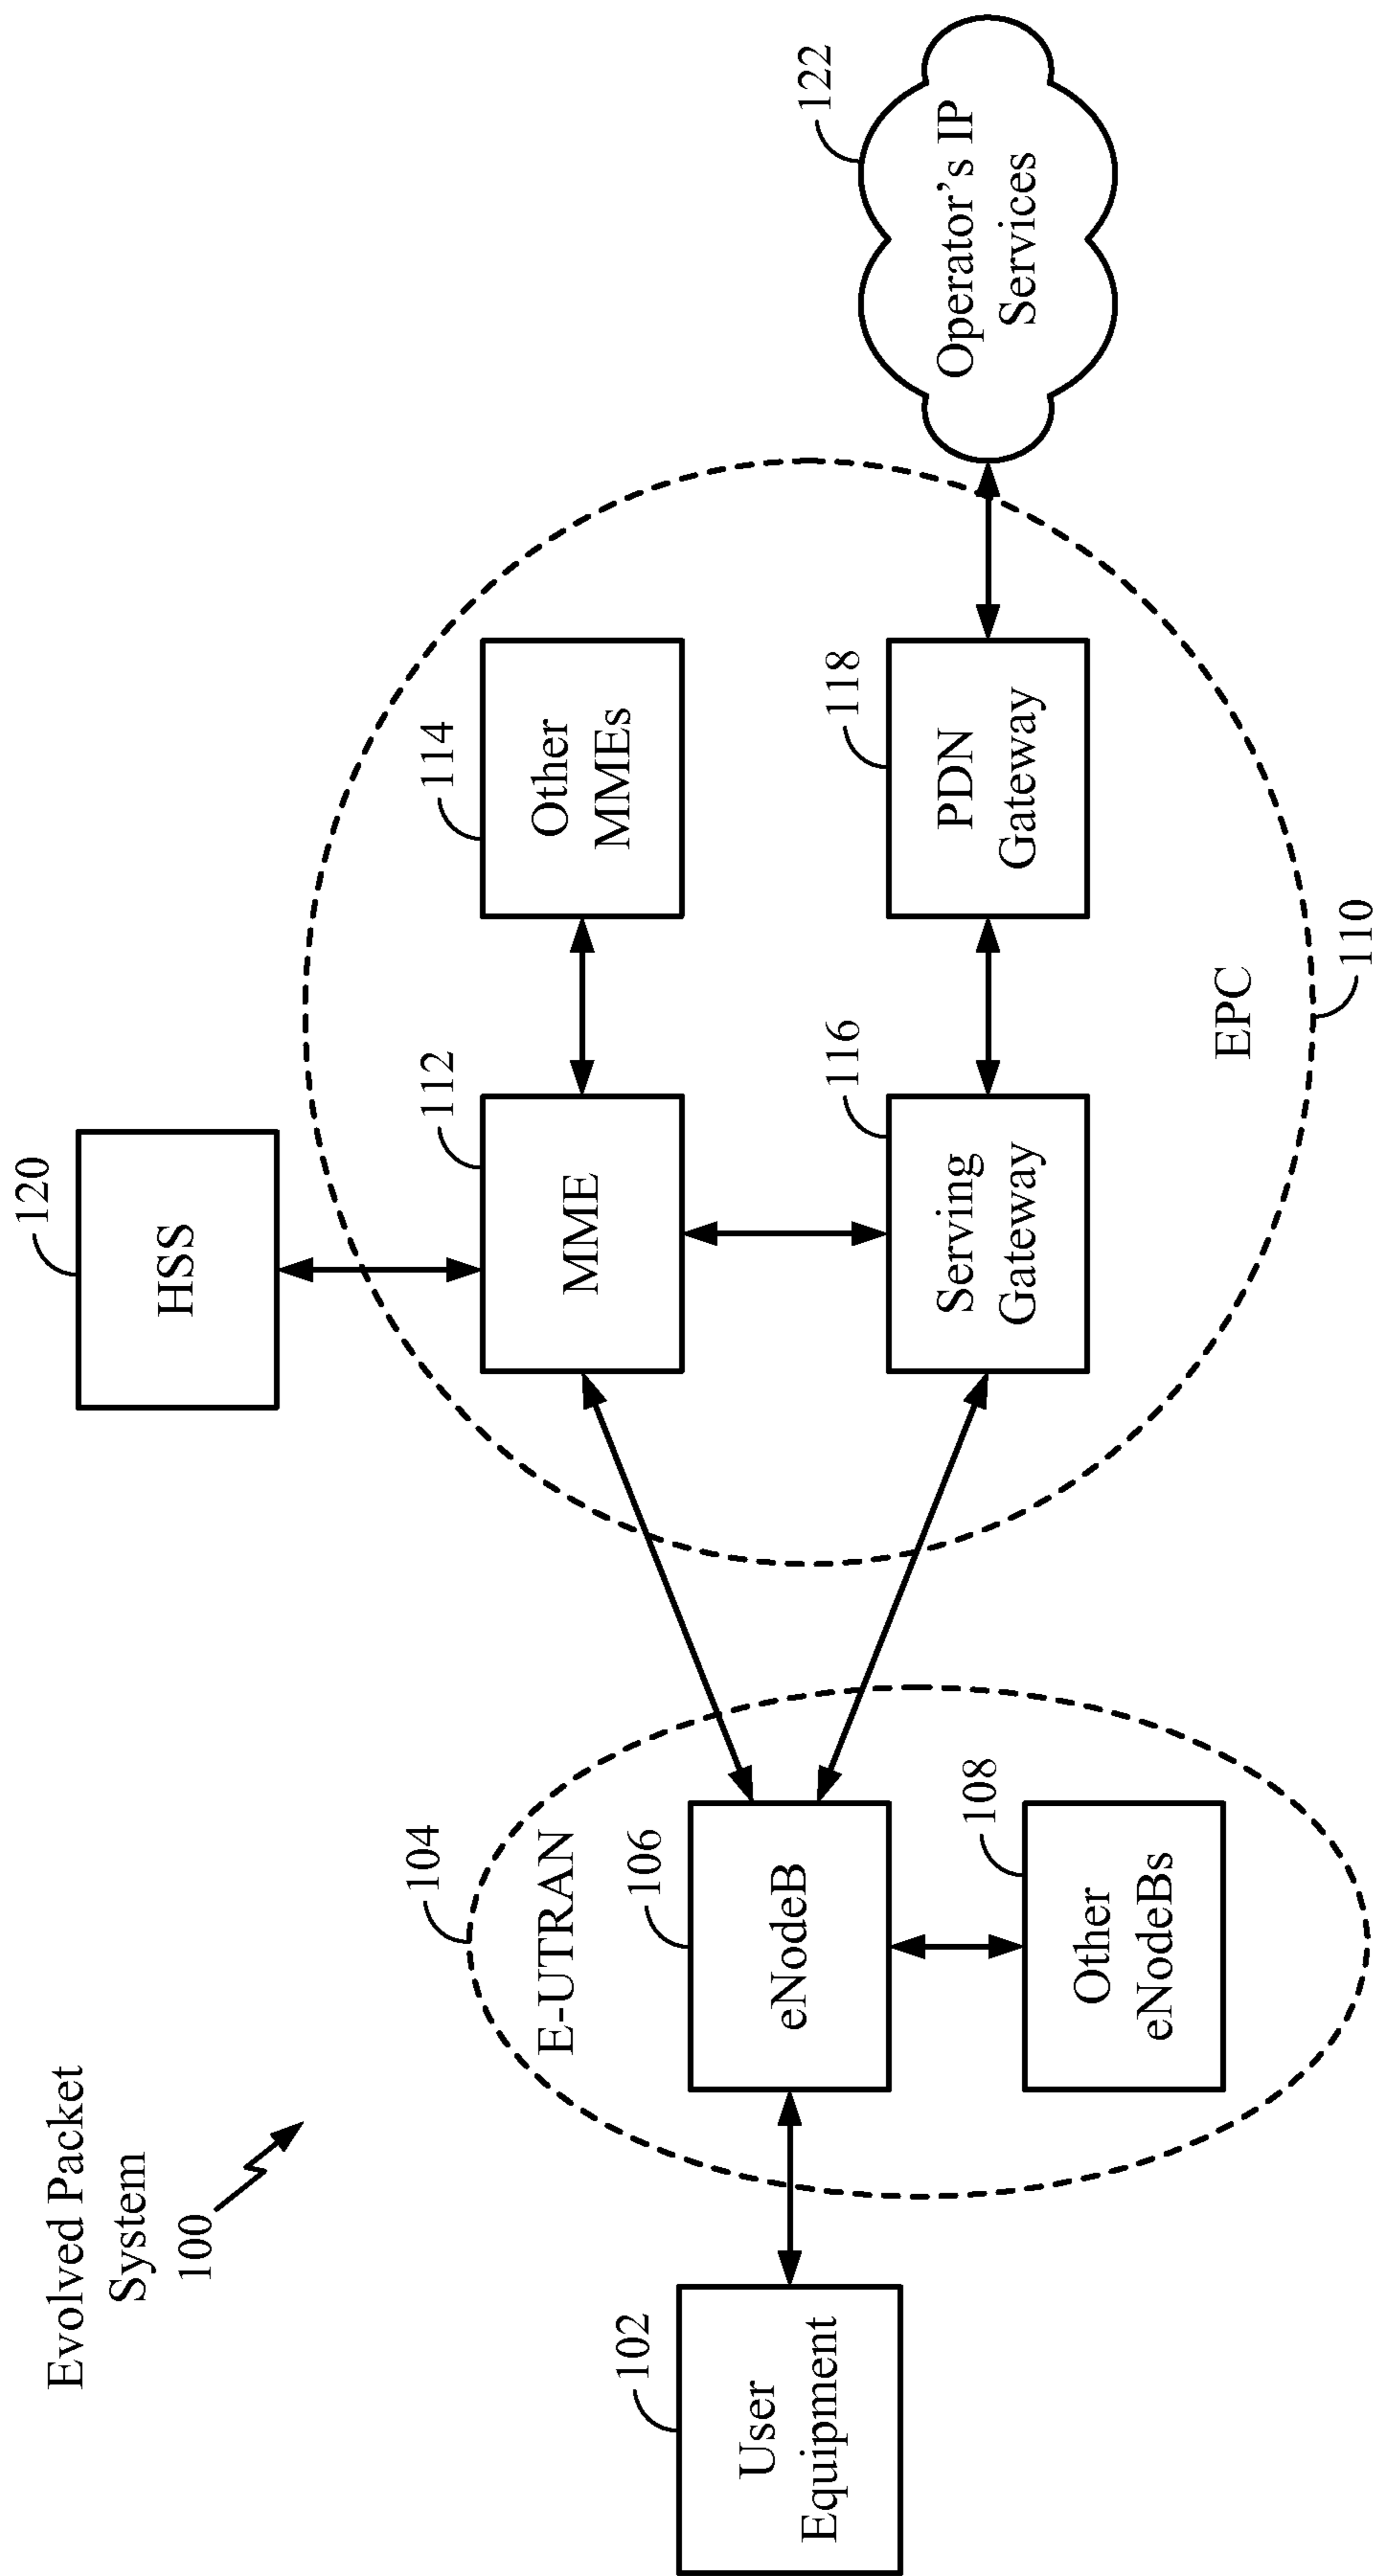 Evolved Packet
System
100
120
HSS
104
E-UTRAN
112
MME
114
Other
MMEs
102
User
Equipment
106
eNodeB
108
Other
eNodeBs
116
Serving
Gateway
118
PDN
Gateway
122
Operator’s IP
Services
EPC
110